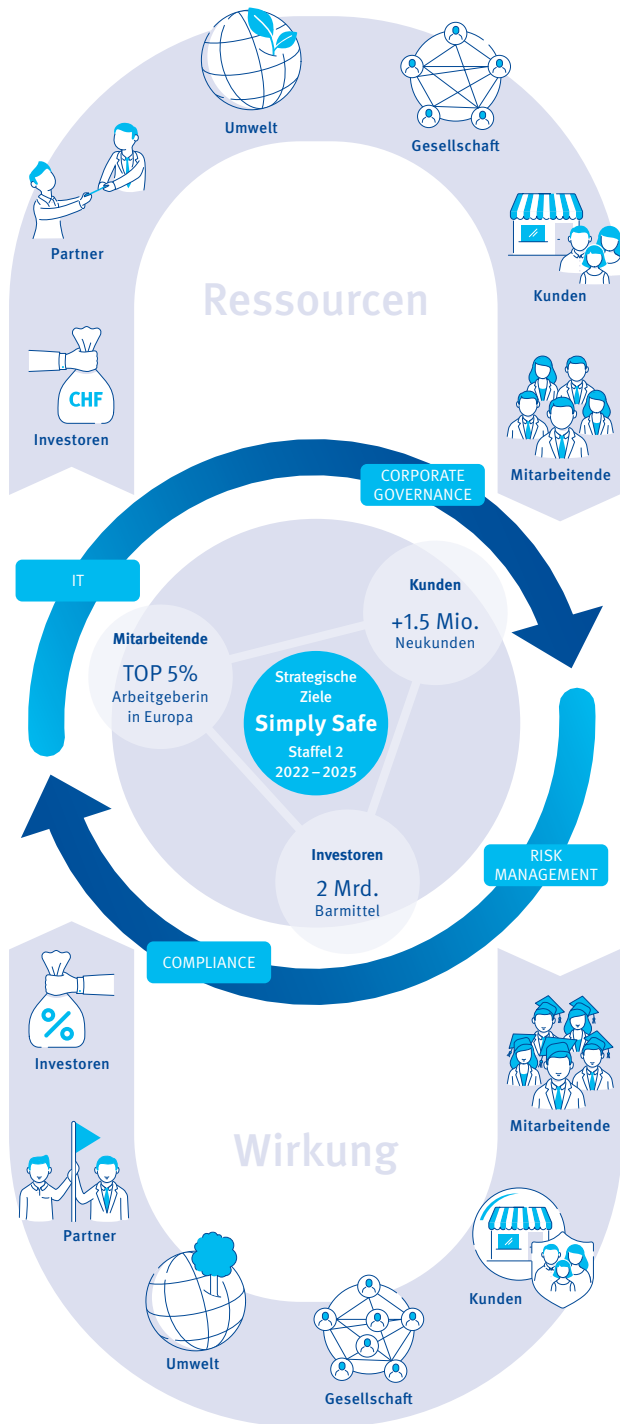 Umwelt
Gesellschaft
Partner
Kunden
Ressourcen
Investoren
CHF
Mitarbeitende
CORPORATE
GOVERNANCE
IT
Kunden
+1.5 Mio.
Neukunden
Mitarbeitende
TOP 5%
Arbeitgeberin
in Europa
Strategische
Ziele
Simply Safe
Staffel 2
2022 – 2025
Investoren
2 Mrd.
Barmittel
RISK
MANAGEMENT
COMPLIANCE
%
Investoren
Mitarbeitende
Wirkung
Partner
Kunden
Umwelt
Gesellschaft